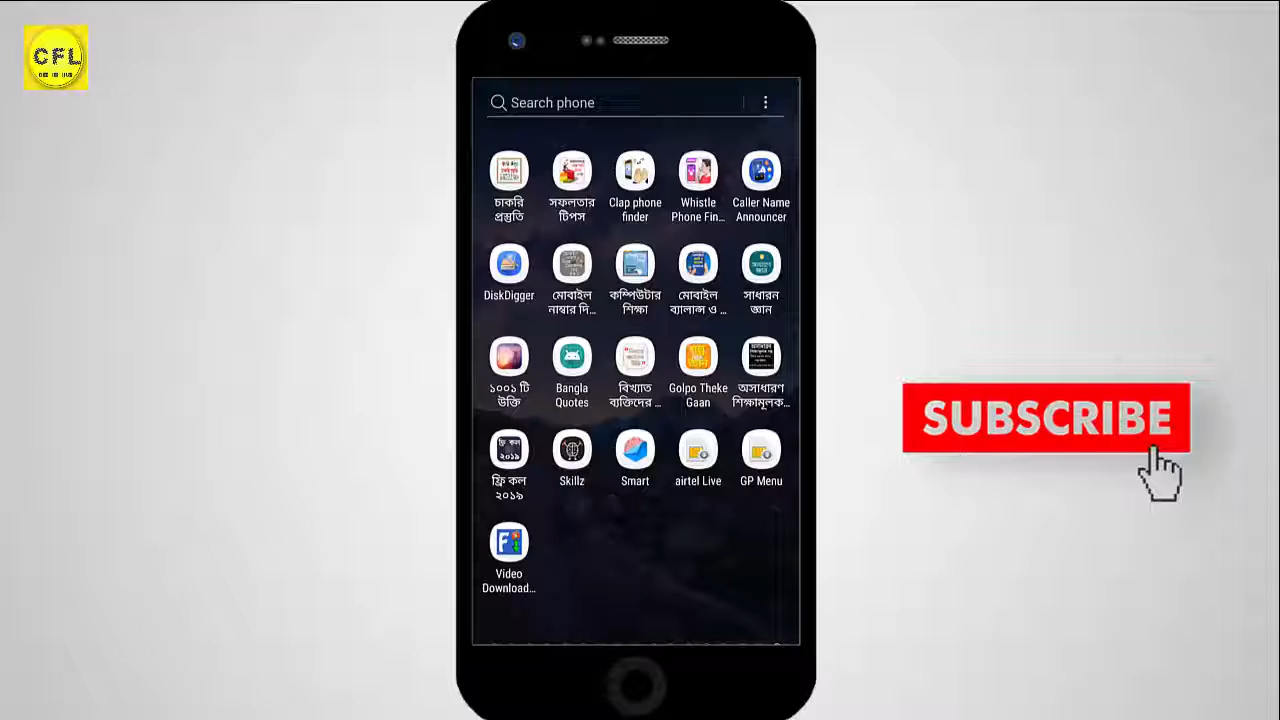 CFL
Search phone
চাকরি
প্রস্তুতি
সফলতার
টিপস
Clap phone
finder
Whistle
Phone Fin...
Caller Name
Announcer
DiskDigger
মোবাইল
নাম্বার দি...
কম্পিউটার
শিক্ষা
মোবাইল
ব্যালান্স ও ...
সাধারন
জ্ঞান
১০০১ টি
উক্তি
Bangla
Quotes
বিখ্যাত
ব্যক্তিদের ...
Golpo Theke
Gaan
অসাধারণ
শিক্ষামূলক...
SUBSCRIBE
ফ্রি কল
২০১৯
ফ্রি কল
২০১৯
Skillz
Smart
airtel Live
GP Menu
Video
Download...